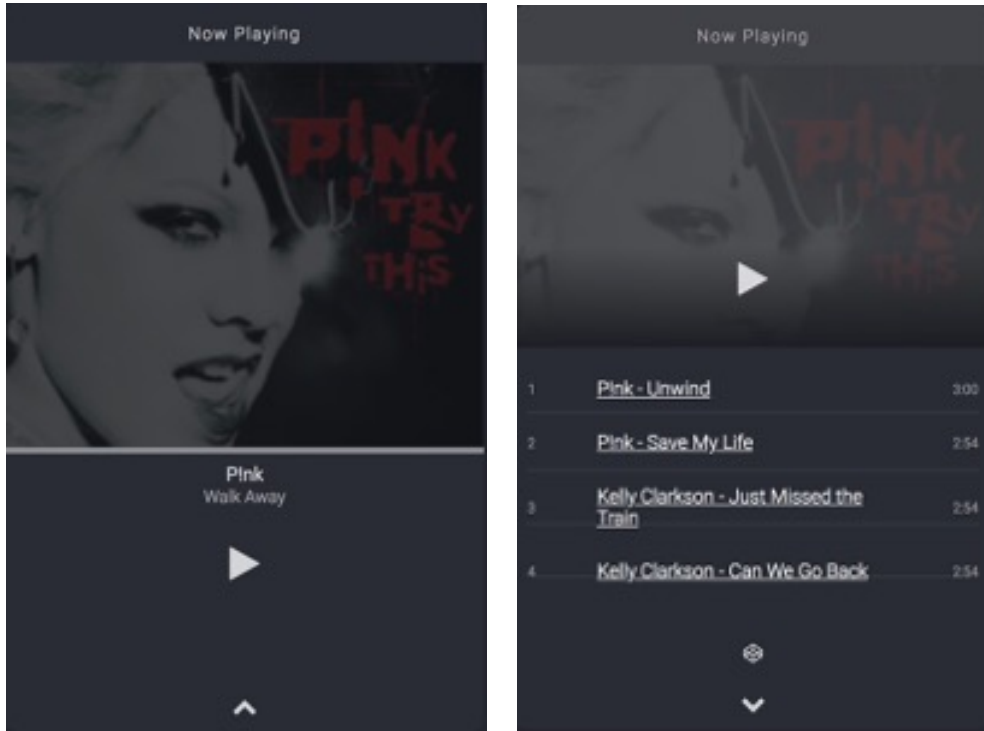 Now Playing
P!NK
TRY
THiS
P!nk
Walk Away
Now Playing
P!NK
TRY
THiS
1 P!nk - Unwind 3:00
2 P!nk - Save My Life 2:54
3 Kelly Clarkson - Just Missed the
Train 2:54
4 Kelly Clarkson - Can We Go Back 2:54